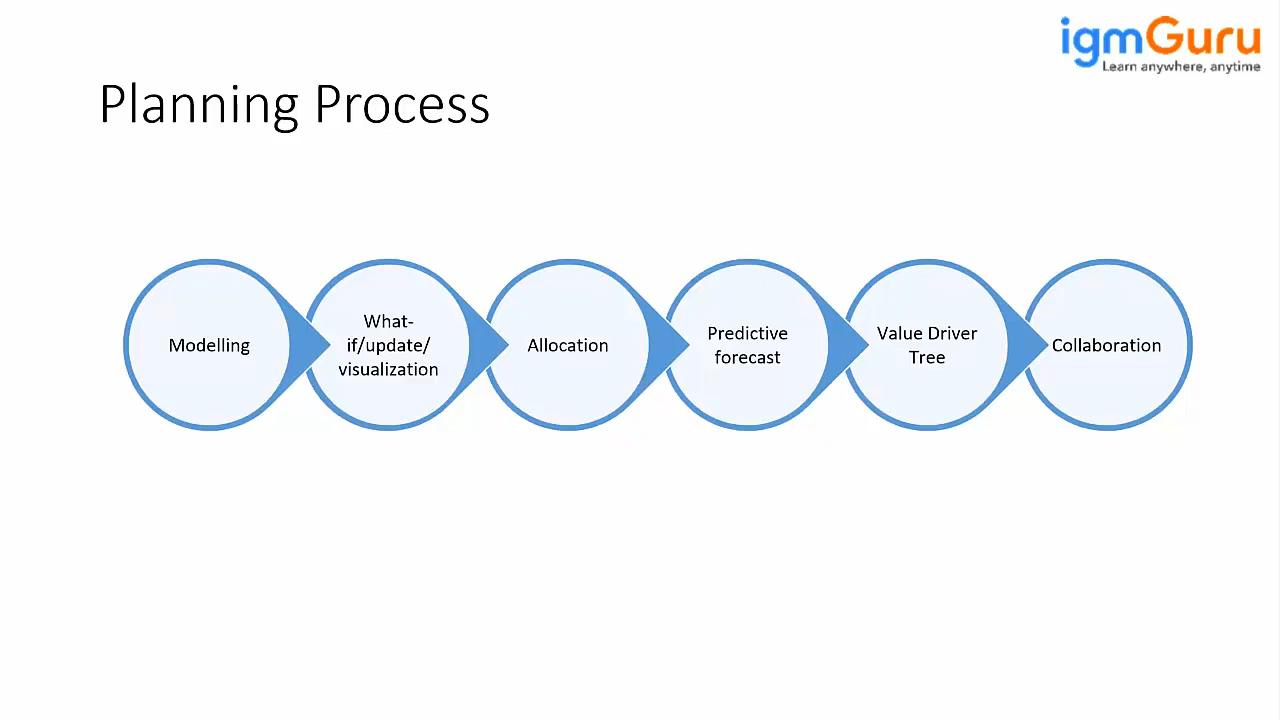 igmGuru
Learn anywhere, anytime
Planning Process
Modelling
What-
if/update/
visualization
Allocation
Predictive
forecast
Value Driver
Tree
Collaboration